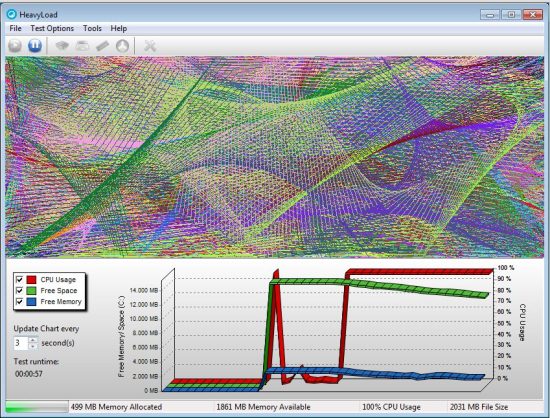 HeavyLoad
File Test Options Tools Help
CPU Usage
Free Space
Free Memory
Update Chart every
3 second(s)
Test runtime:
00:00:57
Free Memory/ Space (C:)
14.000 MB
12.000 MB
10.000 MB
8.000 MB
6.000 MB
4.000 MB
2.000 MB
0 MB
100 %
90 %
80 %
70 %
60 %
50 %
40 %
30 %
20 %
10 %
0 %
CPU Usage
499 MB Memory Allocated 1861 MB Memory Available 100% CPU Usage 2031 MB File Size